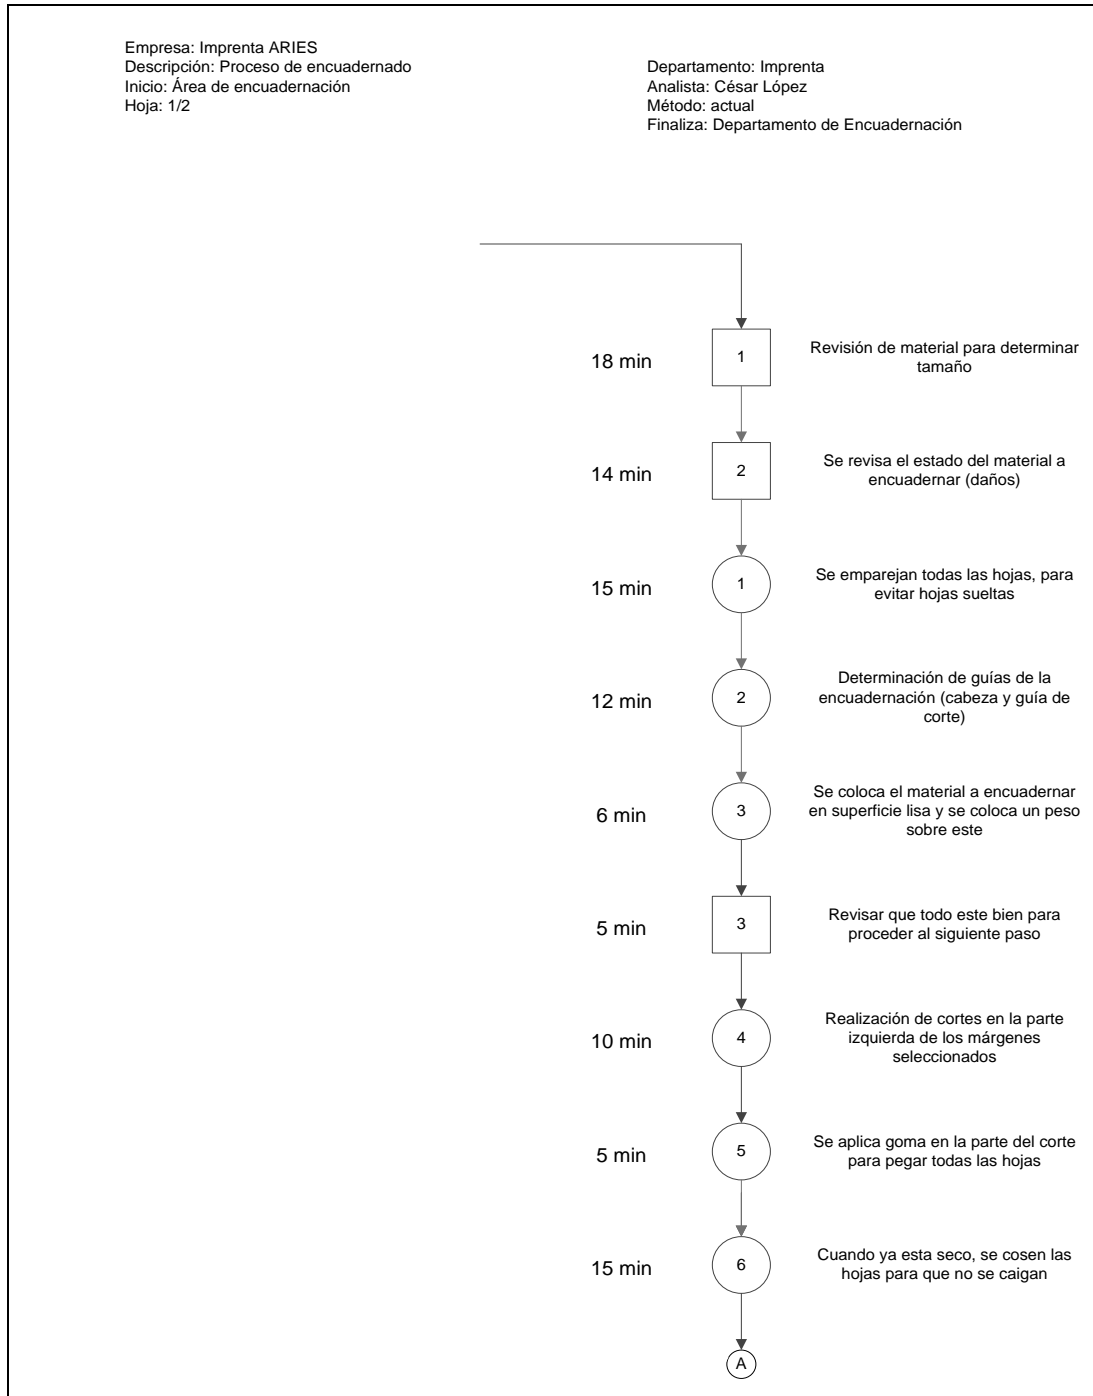 Empresa: Imprenta ARIES
Descripción: Proceso de encuadernado
Inicio: Área de encuadernación
Hoja: 1/2
Departamento: Imprenta
Analista: César López
Método: actual
Finaliza: Departamento de Encuadernación
18 min
1
Revisión de material para determinar
tamaño
14 min
2
Se revisa el estado del material a
encuadernar (daños)
15 min
1
Se emparejan todas las hojas, para
evitar hojas sueltas
12 min
2
Determinación de guías de la
encuadernación (cabeza y guía de
corte)
6 min
3
Se coloca el material a encuadernar
en superficie lisa y se coloca un peso
sobre este
5 min
3
Revisar que todo este bien para
proceder al siguiente paso
10 min
4
Realización de cortes en la parte
izquierda de los márgenes
seleccionados
5 min
5
Se aplica goma en la parte del corte
para pegar todas las hojas
15 min
6
Cuando ya esta seco, se cosen las
hojas para que no se caigan
A